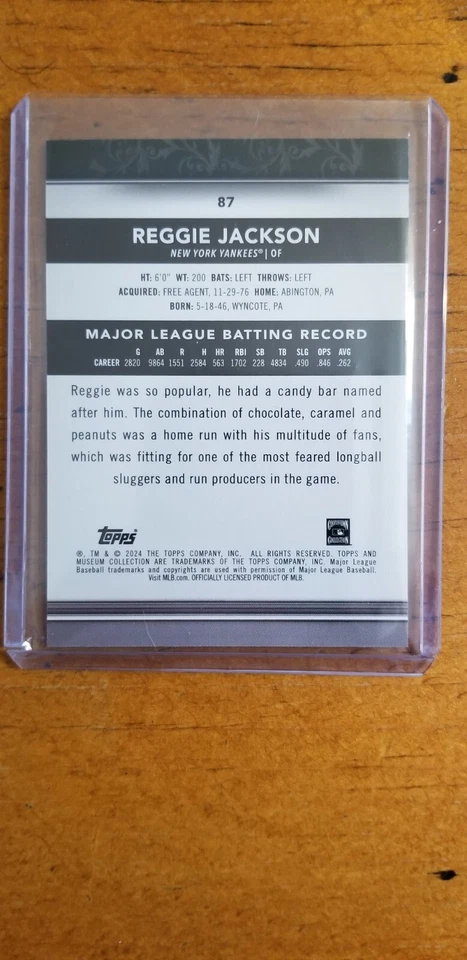 87
REGGIE JACKSON
NEW YORK YANKEES® | OF
HT: 6'0" WT: 200 BATS: LEFT THROWS: LEFT
ACQUIRED: FREE AGENT, 11-29-76 HOME: ABINGTON, PA
BORN: 5-18-46, WYNCOTE, PA
MAJOR LEAGUE BATTING RECORD
G AB R H HR RBI SB TB SLG OPS AVG
CAREER 2820 9864 1551 2584 563 1702 228 4834 .490 .846 .262
Reggie was so popular, he had a candy bar named
after him. The combination of chocolate, caramel and
peanuts was a home run with his multitude of fans,
which was fitting for one of the most feared longball
sluggers and run producers in the game.
Topps®
®, TM & © 2024 THE TOPPS COMPANY, INC. ALL RIGHTS RESERVED. TOPPS AND
MUSEUM COLLECTION ARE TRADEMARKS OF THE TOPPS COMPANY, INC. Major League
Baseball trademarks and copyrights are used with permission of Major League Baseball.
Visit MLB.com. OFFICIALLY LICENSED PRODUCT OF MLB.